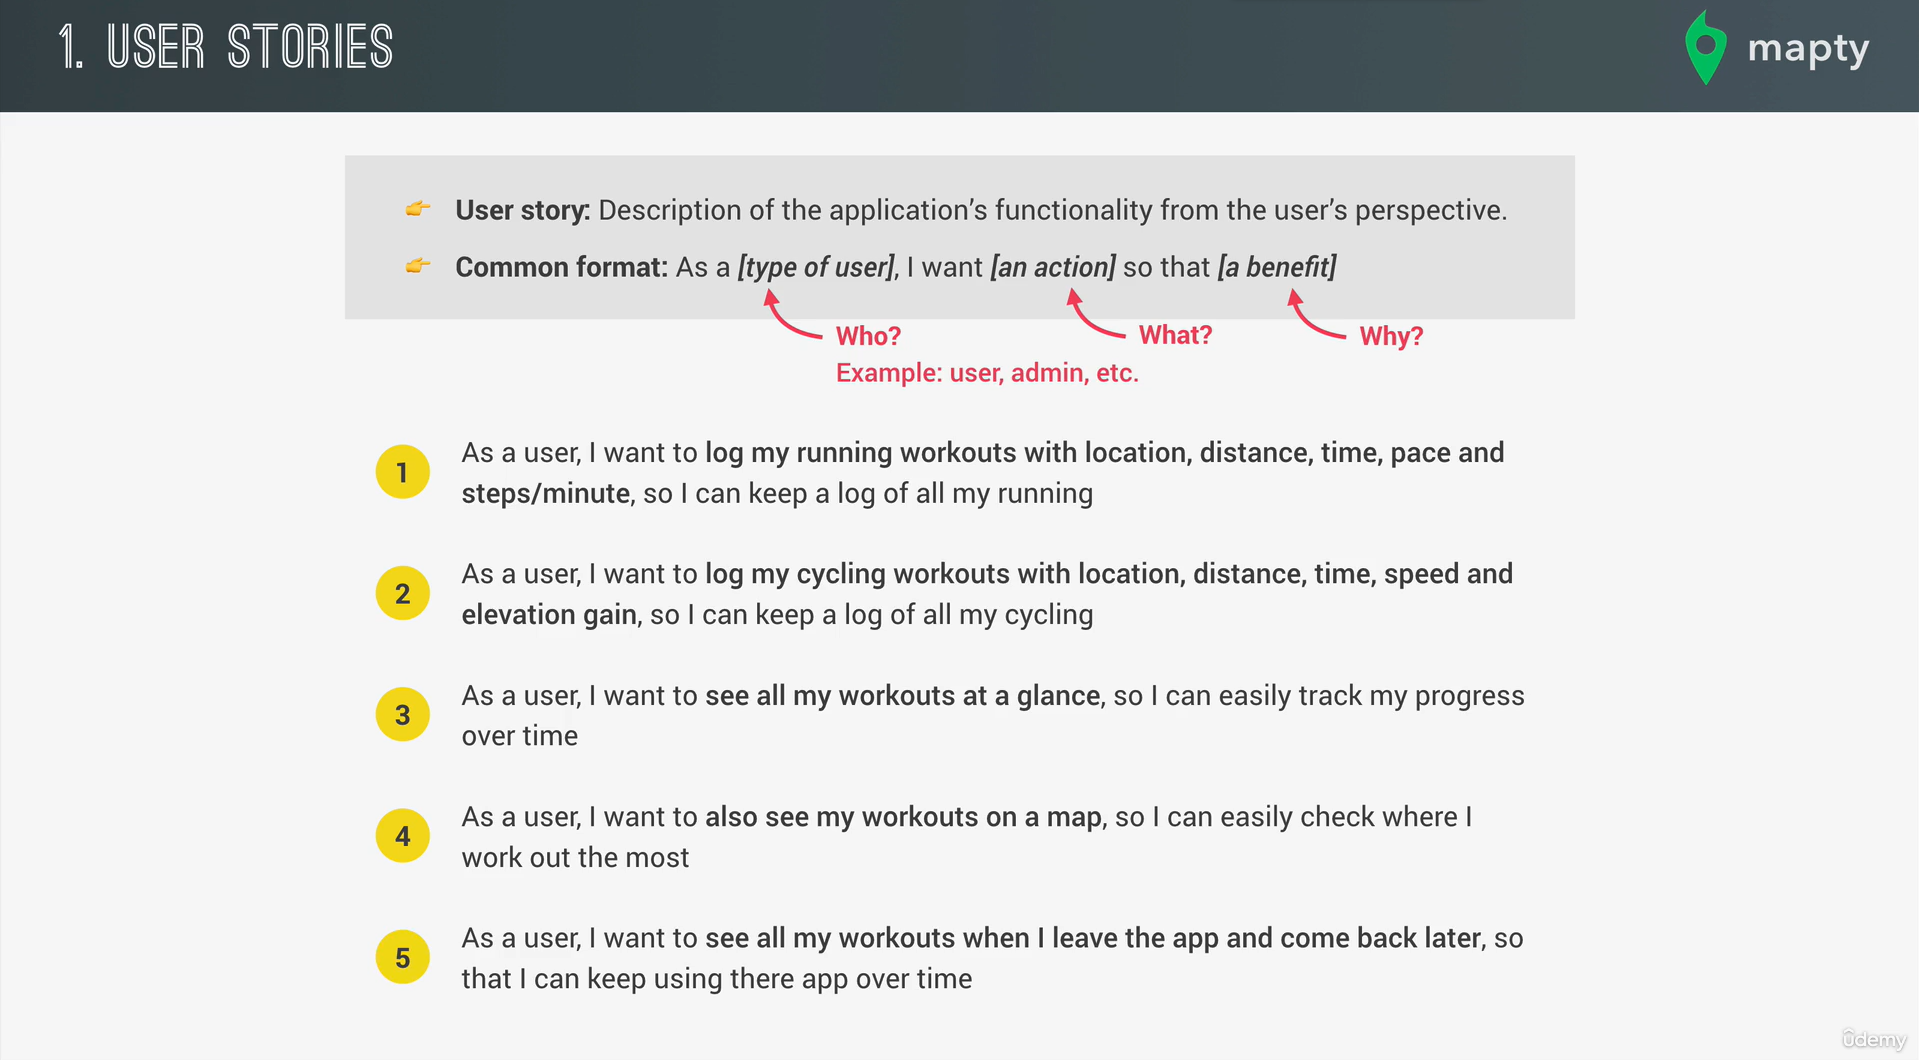 1. USER STORIES
mapty
👉 User story: Description of the application’s functionality from the user’s perspective.
👉 Common format: As a [type of user], I want [an action] so that [a benefit]
Who?
What?
Why?
Example: user, admin, etc.
1
As a user, I want to log my running workouts with location, distance, time, pace and
steps/minute, so I can keep a log of all my running
2
As a user, I want to log my cycling workouts with location, distance, time, speed and
elevation gain, so I can keep a log of all my cycling
3
As a user, I want to see all my workouts at a glance, so I can easily track my progress
over time
4
As a user, I want to also see my workouts on a map, so I can easily check where I
work out the most
5
As a user, I want to see all my workouts when I leave the app and come back later, so
that I can keep using there app over time
ûdemy